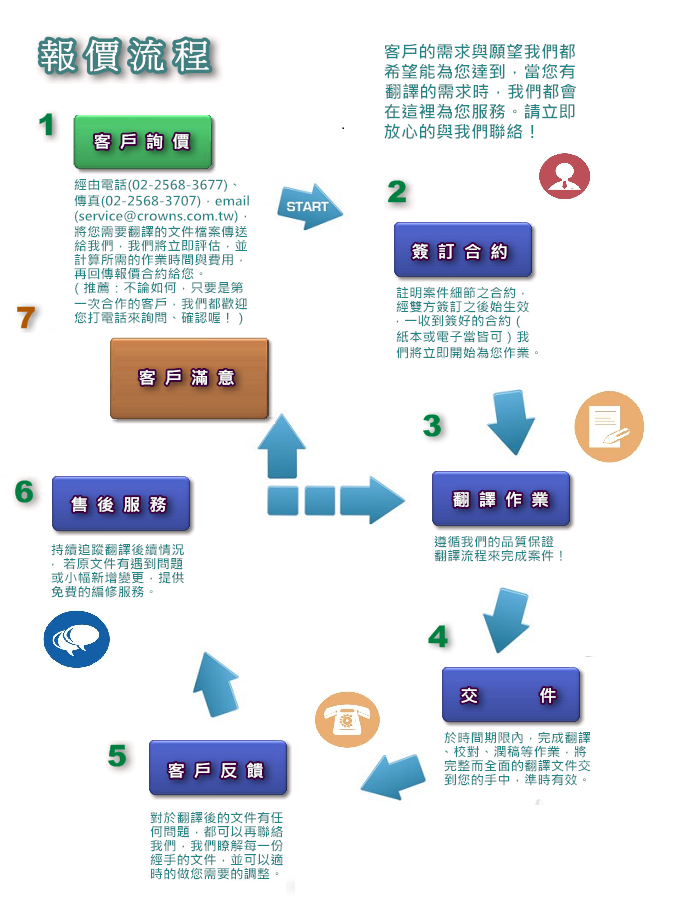 報價流程
客戶的需求與願望我們都
希望能為您達到，當您有
翻譯的需求時，我們都會
在這裡為您服務。請立即
放心的與我們聯絡！
1
客戶詢價
經由電話(02-2568-3677)、
傳真(02-2568-3707)，email
(service@crowns.com.tw)，
將您需要翻譯的文件檔案傳送
給我們，我們將立即評估，並
計算所需的作業時間與費用，
再回傳報價合約給您。
（推薦：不論如何，只要是第
一次合作的客戶，我們都歡迎
您打電話來詢問、確認喔！）
START
2
簽訂合約
註明案件細節之合約，
經雙方簽訂之後始生效
，一收到簽好的合約（
紙本或電子當皆可）我
們將立即開始為您作業。
3
翻譯作業
遵循我們的品質保證
翻譯流程來完成案件！
4
交件
於時間期限內，完成翻譯
、校對、潤稿等作業，將
完整而全面的翻譯文件交
到您的手中，準時有效。
5
客戶反饋
對於翻譯後的文件有任
何問題，都可以再聯絡
我們，我們瞭解每一份
經手的文件，並可以適
時的做您需要的調整。
6
售後服務
持續追蹤翻譯後續情況
，若原文件有遇到問題
或小幅新增變更，提供
免費的編修服務。
7
客戶滿意